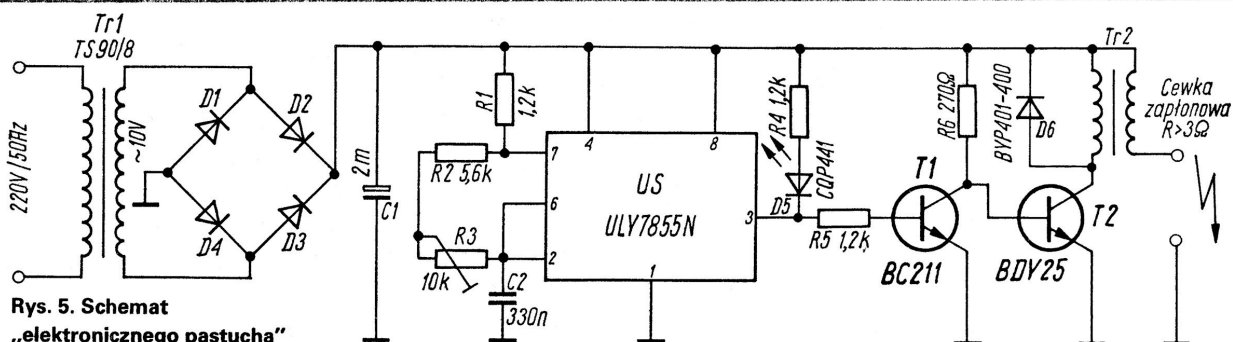 Tr1
TS90/8
220V/50Hz
~10V
D1
D2
D4
D3
2m
C1
R1
1,2k
R2 5,6k
R3
10k
C2
330n
7
6
2
4
8
3
1
US
ULY7855N
R4 1,2k
CQP441
D5
R5 1,2k
T1
BC211
R6 270Ω
BYP401-400
D6
T2
BDY25
Tr2
Cewka
zapłonowa
R>3Ω
Rys. 5. Schemat
„elektronicznego pastucha”